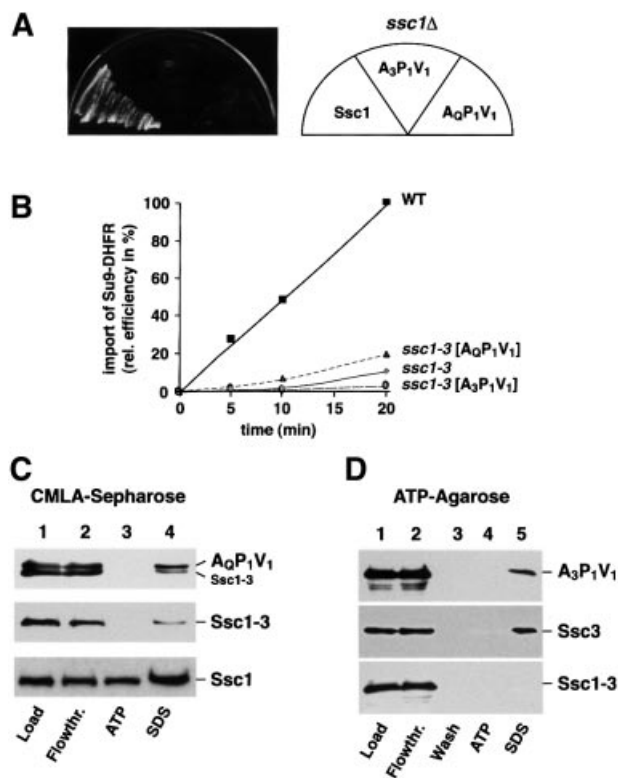 A
ssc1Δ
Ssc1
A3P1V1
AQP1V1
B
import of Su9-DHFR
(rel. efficiency in %)
100
80
60
40
20
0
0
5
10
15
20
time (min)
WT
ssc1-3 [AQP1V1]
ssc1-3
ssc1-3 [A3P1V1]
C
CMLA-Sepharose
1 2 3 4
AQP1V1
Ssc1-3
Ssc1-3
Ssc1
Load Flowthr. ATP SDS
D
ATP-Agarose
1 2 3 4 5
A3P1V1
Ssc3
Ssc1-3
Load Flowthr. Wash ATP SDS